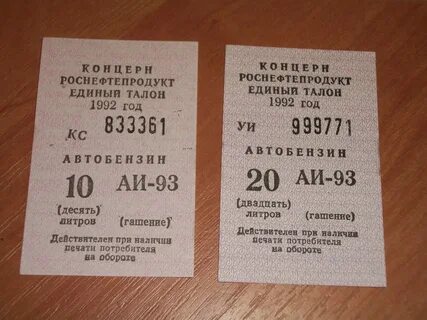 КОНЦЕРН
РОСНЕФТЕПРОДУКТ
ЕДИНЫЙ ТАЛОН
1992 год
КС 833361
АВТОБЕНЗИН
10 АИ-93
(десять) литров (гашение)
Действителен при наличии
печати потребителя
на обороте
КОНЦЕРН
РОСНЕФТЕПРОДУКТ
ЕДИНЫЙ ТАЛОН
1992 год
УИ 999771
АВТОБЕНЗИН
20 АИ-93
(двадцать)
литров (гашение)
Действителен при наличии
печати потребителя
на обороте